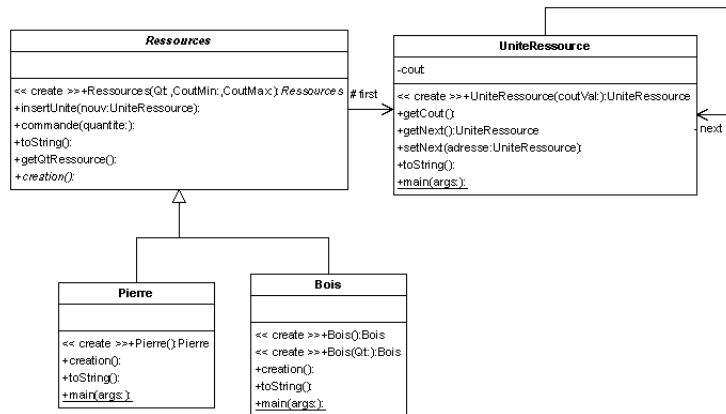 Ressources
<< create >>+Ressources(Qt:,CoutMin:,CoutMax:):Ressources
+insertUnite(nouv:UniteRessource):
+commande(quantite:):
+toString():
+getQtRessource():
+creation():
# first
UniteRessource
-cout
<< create >>+UniteRessource(coutVal:):UniteRessource
+getCout():
+getNext():UniteRessource
+setNext(adresse:UniteRessource):
+toString():
+main(args:):
- next
Pierre
<< create >>+Pierre():Pierre
+creation():
+toString():
+main(args:):
Bois
<< create >>+Bois():Bois
<< create >>+Bois(Qt:):Bois
+creation():
+toString():
+main(args:):